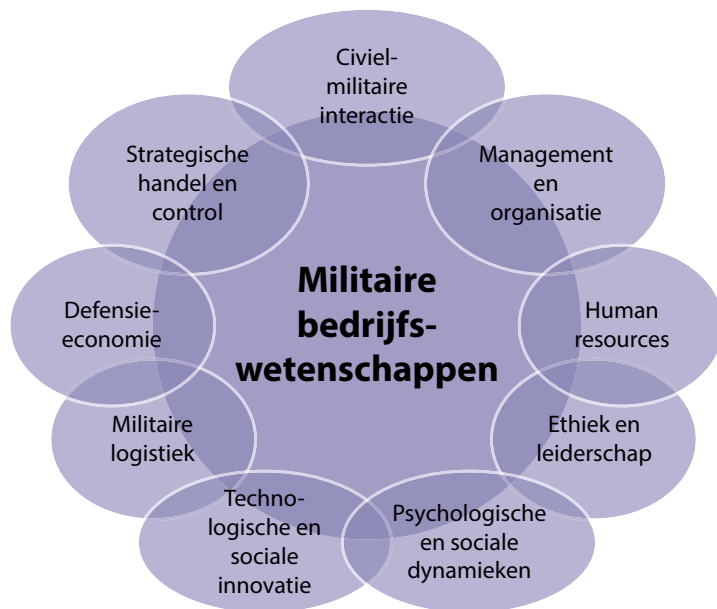 Civiel-
militaire
interactie
Strategische
handel en
control
Management
en
organisatie
Militaire
bedrijfs-
wetenschappen
Defensie-
economie
Human
resources
Militaire
logistiek
Ethiek en
leiderschap
Techno-
logische en
sociale
innovatie
Psychologische
en sociale
dynamieken